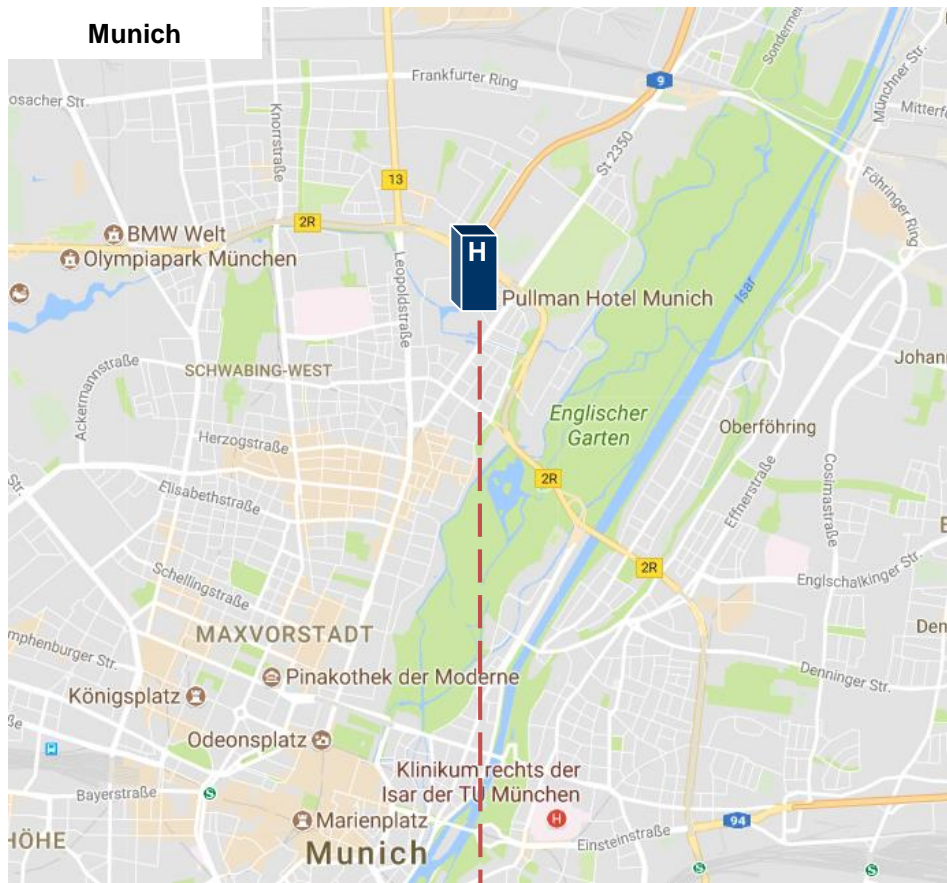 Munich
Sondermei
Frankfurter Ring
9
osacher Str.
Knorrstraße
Münchner Str.
Mitterfe
St 2350
13
Föhringer Ring
2R
BMW Welt
Olympiapark München
Leopoldstraße
H
Isar
Pullman Hotel Munich
Ackermannstraße
SCHWABING-WEST
Johann
Englischer
Garten
Oberföhring
Herzogstraße
2R
Cosimastraße
Effnerstraße
Str.
Elisabethstraße
E
2R
Schellingstraße
Englschalkinger Str.
MAXVORSTADT
Den
mphenburger Str.
Pinakothek der Moderne
Denninger Str.
Königsplatz
ße
Odeonsplatz
Klinikum rechts der
Isar der TU München
Bayerstraße
S
H
Marienplatz
94
HÖHE
Einsteinstraße
Munich
S
S